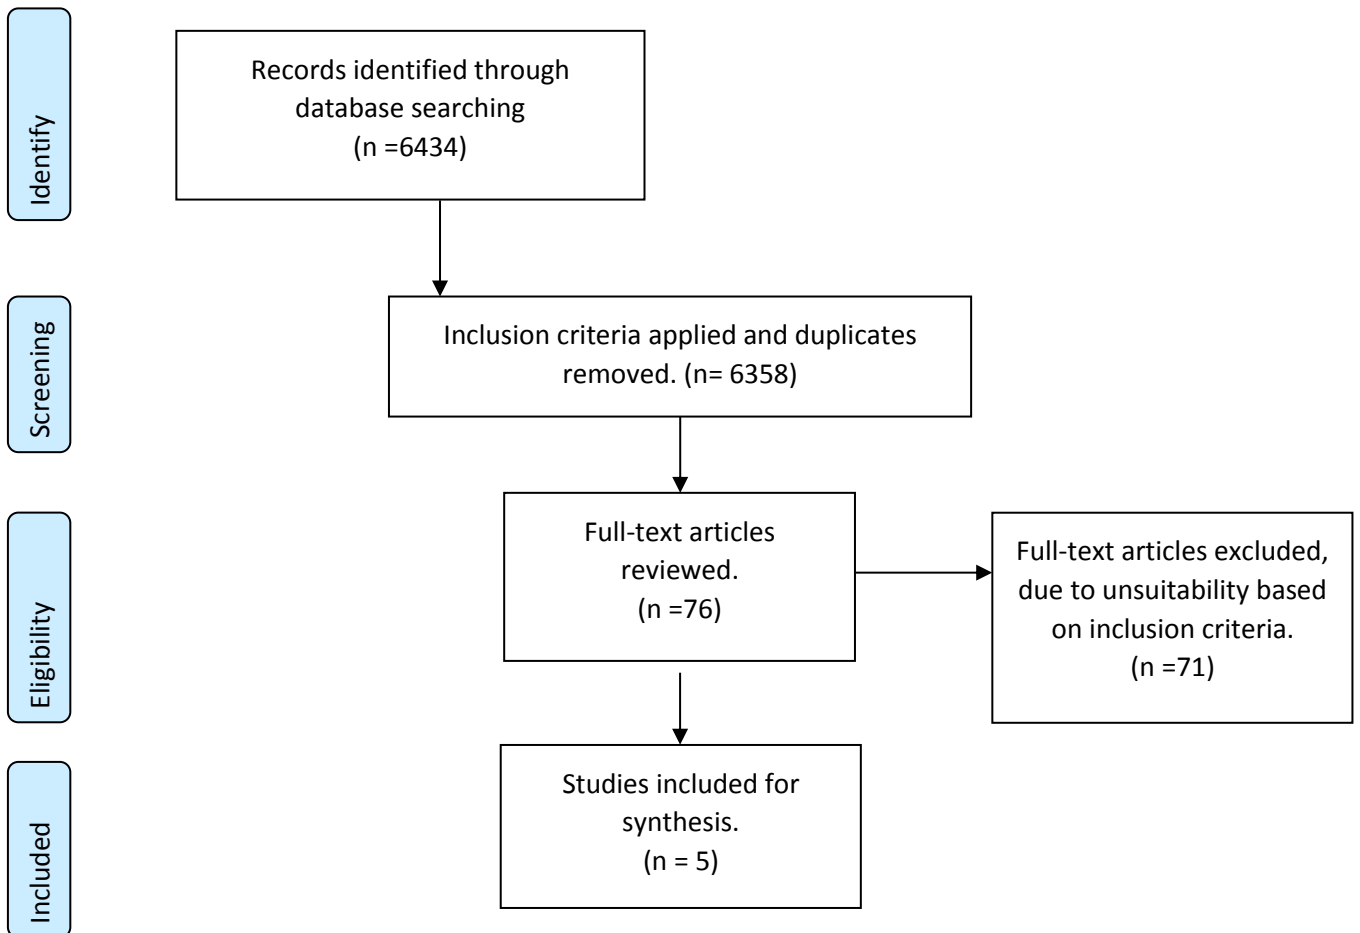 Identify
Records identified through
database searching
(n =6434)
Screening
Inclusion criteria applied and duplicates
removed. (n= 6358)
Eligibility
Full-text articles
reviewed.
(n =76)
Full-text articles excluded,
due to unsuitability based
on inclusion criteria.
(n =71)
Included
Studies included for
synthesis.
(n = 5)